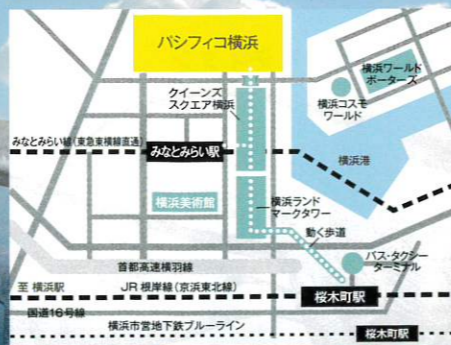 パシフィコ横浜
クイーンズ
スクエア横浜
横浜ワールド
ポーターズ
横浜コスモ
ワールド
みなとみらい線(東急東横線直通)
みなとみらい駅
横浜港
横浜美術館
横浜ランド
マークタワー
動く歩道
バス・タクシー
ターミナル
首都高速横羽線
至 横浜駅
JR 根岸線(京浜東北線)
桜木町駅
国道16号線
横浜市営地下鉄ブルーライン
桜木町駅